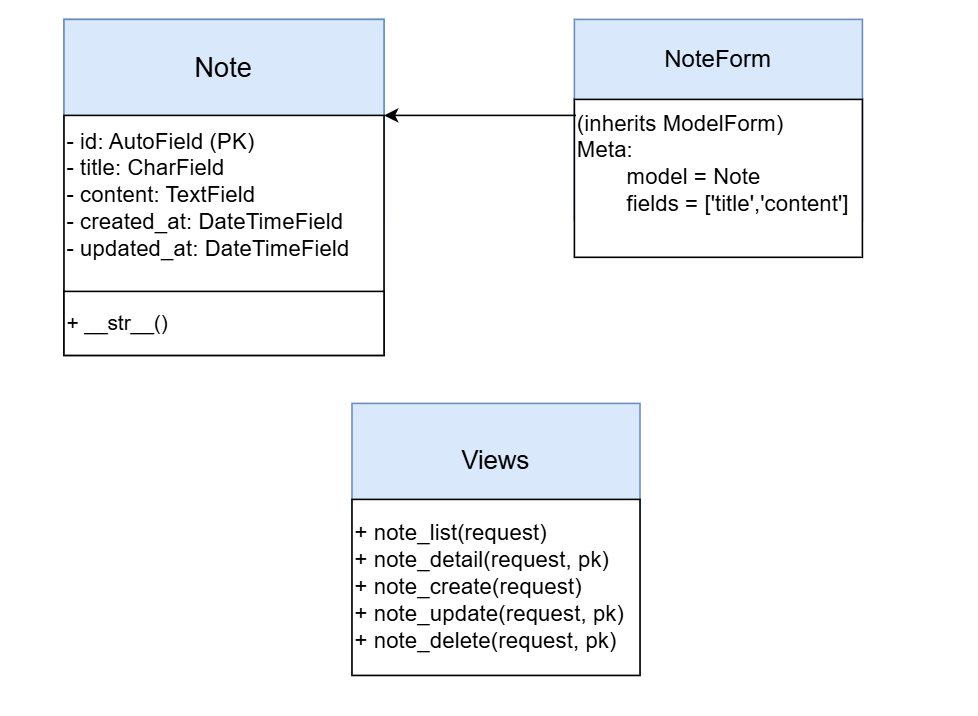 Note
- id: AutoField (PK)
- title: CharField
- content: TextField
- created_at: DateTimeField
- updated_at: DateTimeField
+ __str__()
NoteForm
(inherits ModelForm)
Meta:
model = Note
fields = ['title','content']
Views
+ note_list(request)
+ note_detail(request, pk)
+ note_create(request)
+ note_update(request, pk)
+ note_delete(request, pk)